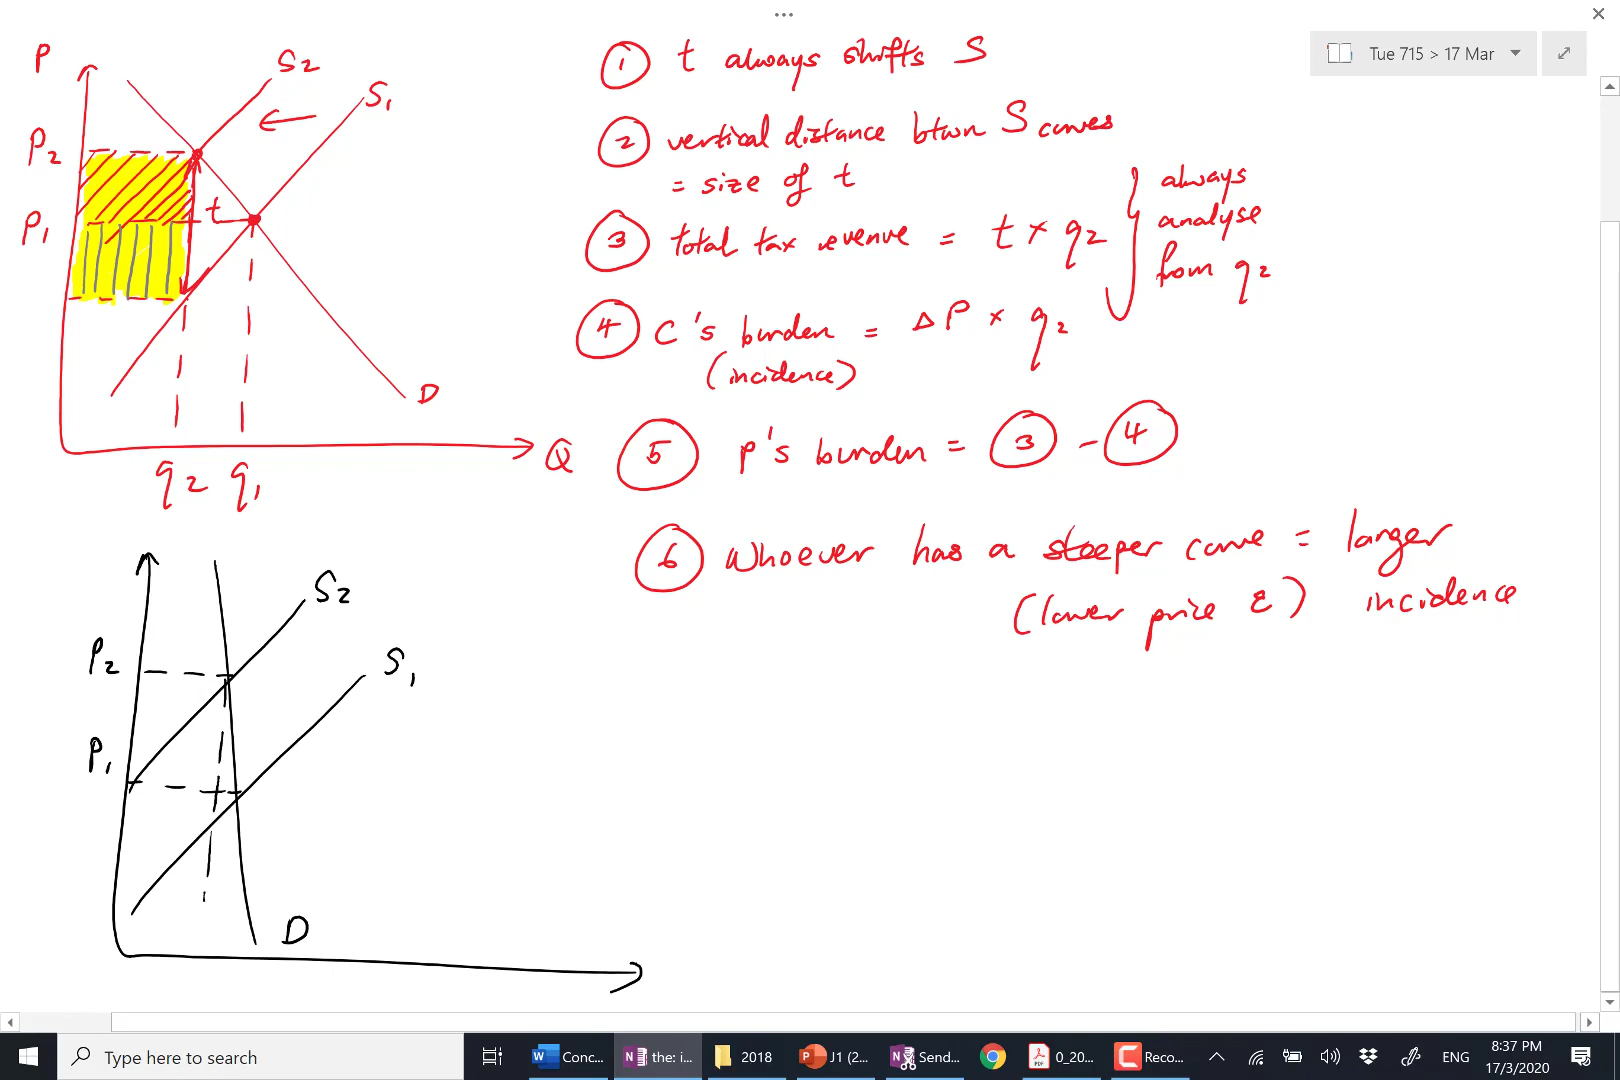 ...
Tue 715 > 17 Mar
P
S2
S1
P2
P1
t
D
Q
q2 q1
① t always shifts S
② vertical distance btwn S curves
= size of t
③ total tax revenue = t × q2
always
analyse
from q2
④ C's burden = ΔP × q2
(incidence)
⑤ P's burden = ③ - ④
⑥ Whoever has a steeper curve = larger
(lower price ε) incidence
S2
S1
P2
P1
D
Type here to search
Conc...
the: i...
2018
J1 (2...
Send...
0_20...
Reco...
ENG
8:37 PM
17/3/2020